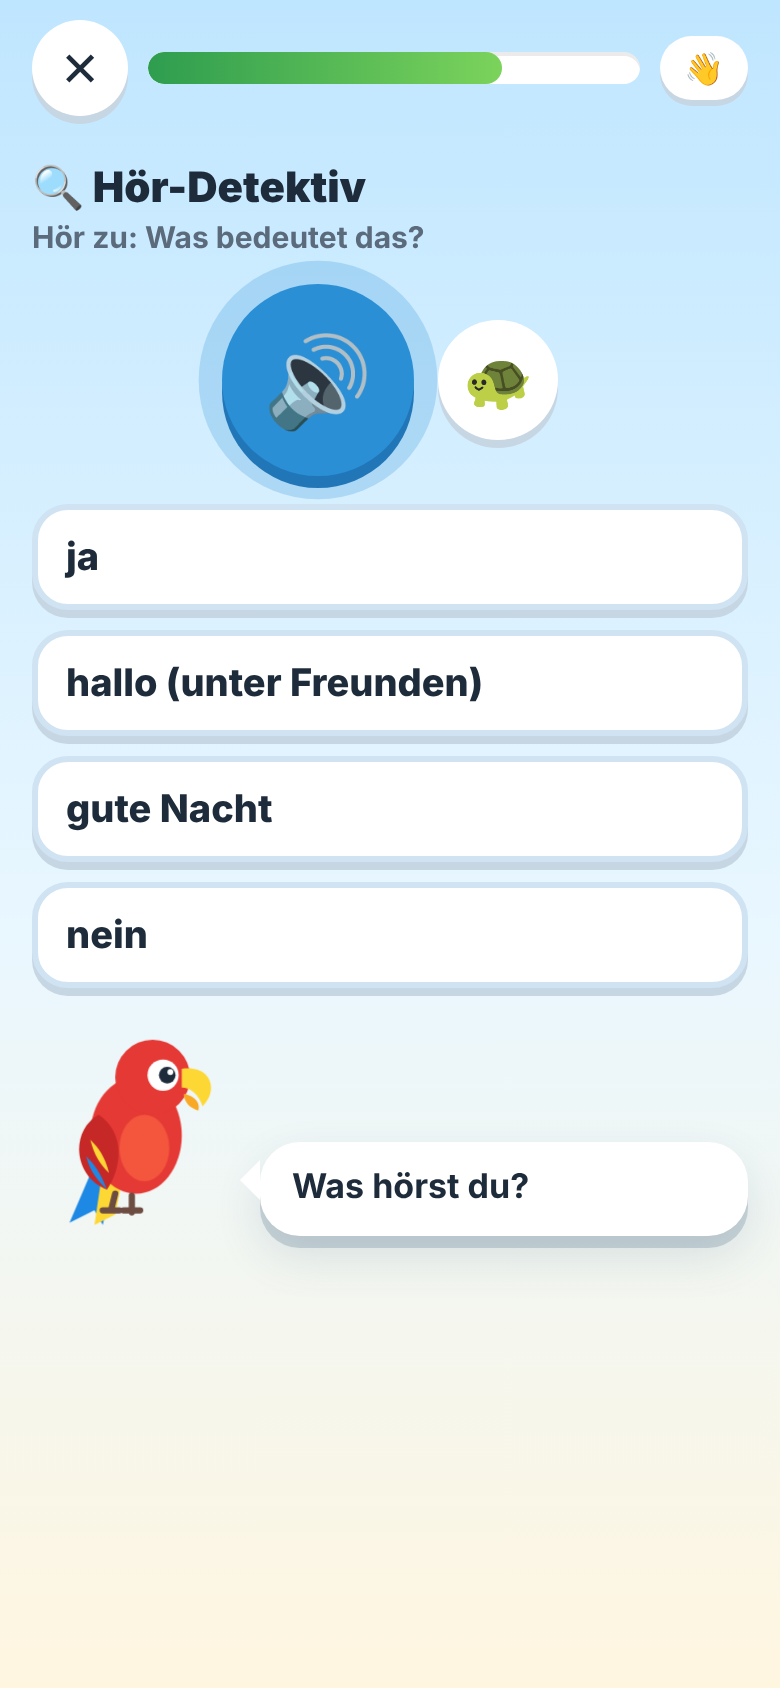 Hör-Detektiv
Hör zu: Was bedeutet das?
ja
hallo (unter Freunden)
gute Nacht
nein
Was hörst du?